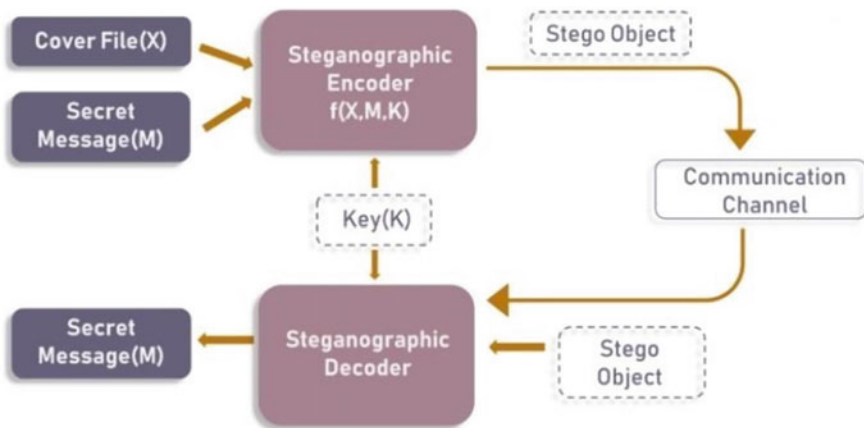 Cover File(X)
Secret
Message(M)
Steganographic
Encoder
f(X,M,K)
Stego Object
Communication
Channel
Key(K)
Secret
Message(M)
Steganographic
Decoder
Stego
Object